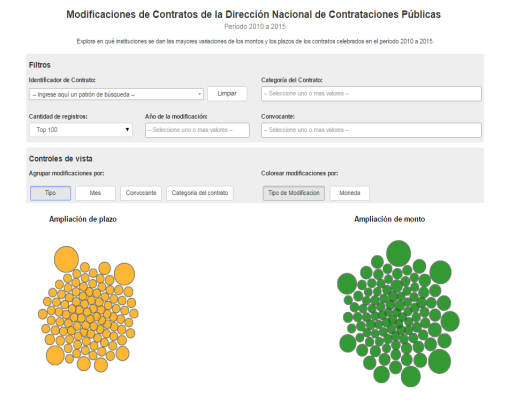 Modificaciones de Contratos de la Dirección Nacional de Contrataciones Públicas
Período 2010 a 2015
Explore en qué instituciones se dan las mayores variaciones de los montos y los plazos de los contratos celebrados en el período 2010 a 2015.
Filtros
Identificador de Contrato:
Categoría del Contrato:
-- Ingrese aquí un patrón de búsqueda --
Limpiar
-- Seleccione uno o mas valores --
Cantidad de registros:
Año de la modificación:
Convocante:
Top 100
-- Seleccione uno o mas valores --
-- Seleccione uno o mas valores --
Controles de vista
Agrupar modificaciones por:
Colorear modificaciones por:
Tipo
Mes
Convocante
Categoría del contrato
Tipo de Modificacion
Moneda
Ampliación de plazo
Ampliación de monto